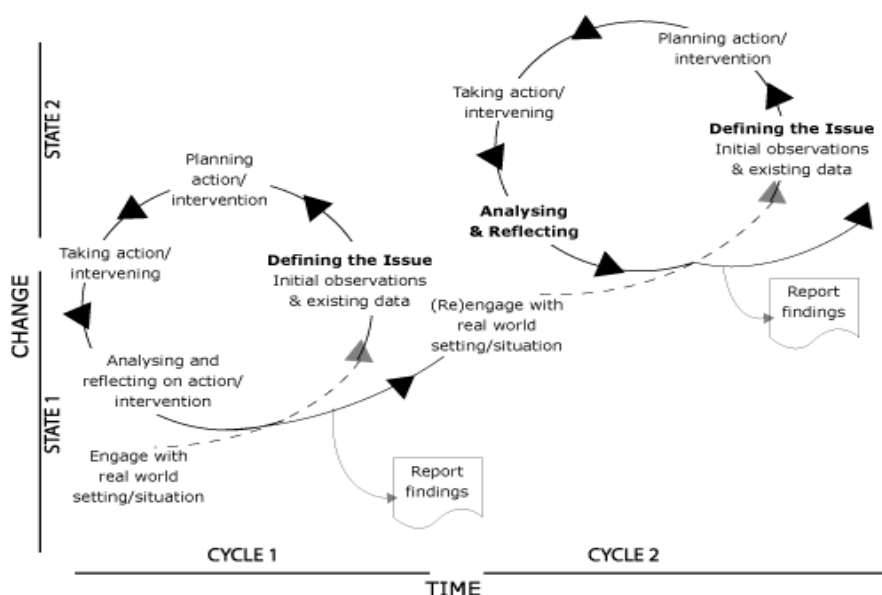 STATE 2
CHANGE
STATE 1
Planning
action/
intervention
Taking action/
intervening
Defining the Issue
Initial observations
& existing data
Analysing and
reflecting on action/
intervention
Engage with
real world
setting/situation
Report
findings
Planning action/
intervention
Taking action/
intervening
Defining the Issue
Initial observations
& existing data
Analysing
& Reflecting
(Re)engage with
real world
setting/situation
Report
findings
CYCLE 1
CYCLE 2
TIME